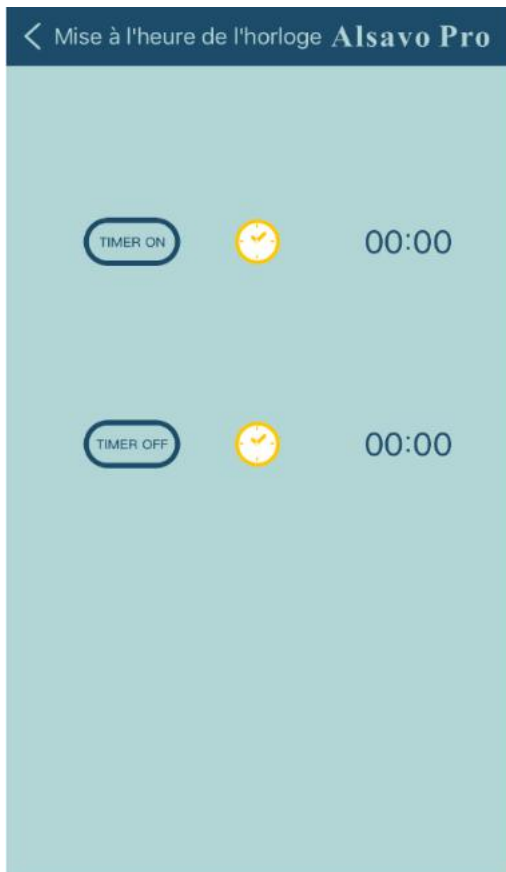 Mise à l'heure de l'horloge Alsavo Pro
TIMER ON 00:00
TIMER OFF 00:00